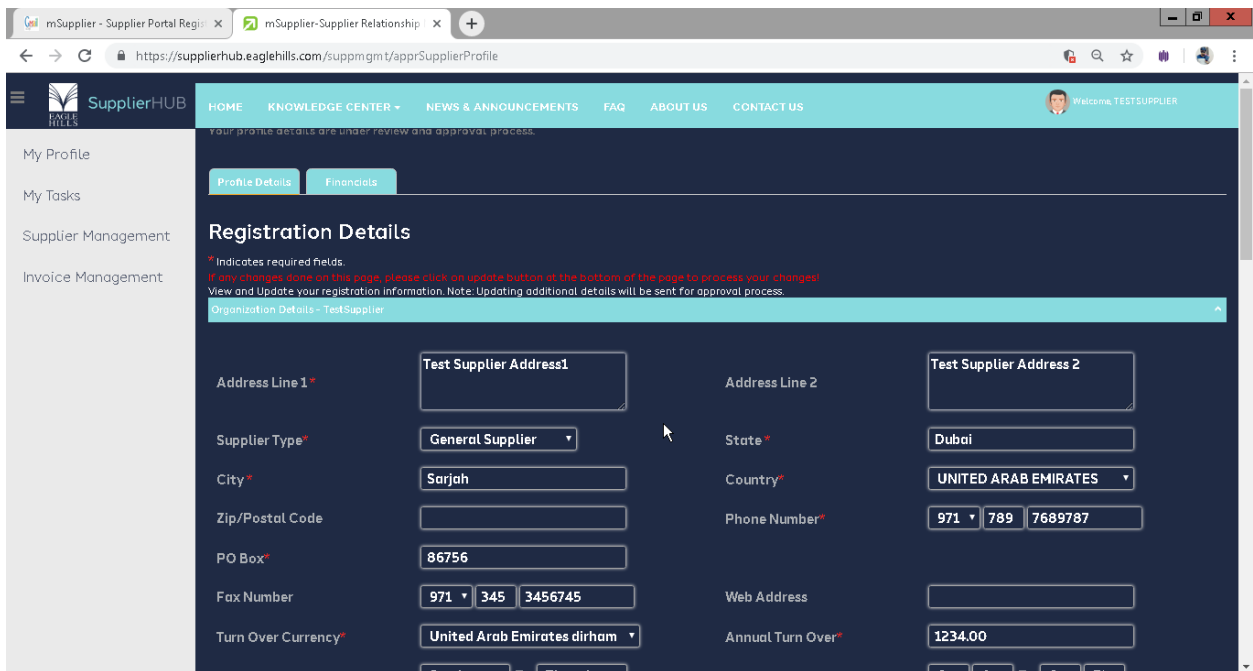 mSupplier - Supplier Portal Regist
mSupplier-Supplier Relationship
https://supplierhub.eaglehills.com/suppmgmt/apprSupplierProfile
EAGLE HILLS
SupplierHUB
HOME KNOWLEDGE CENTER NEWS & ANNOUNCEMENTS FAQ ABOUT US CONTACT US
Welcome, TESTSUPPLIER
My Profile
My Tasks
Supplier Management
Invoice Management
Your profile details are under review and approval process.
Profile Details Financials
Registration Details
* Indicates required fields.
If any changes done on this page, please click on update button at the bottom of the page to process your changes!
View and Update your registration information. Note: Updating additional details will be sent for approval process.
Organization Details - TestSupplier
Address Line 1* Test Supplier Address1 Address Line 2 Test Supplier Address 2
Supplier Type* General Supplier State* Dubai
City* Sarjah Country* UNITED ARAB EMIRATES
Zip/Postal Code Phone Number* 971 789 7689787
PO Box* 86756
Fax Number 971 345 3456745 Web Address
Turn Over Currency* United Arab Emirates dirham Annual Turn Over* 1234.00